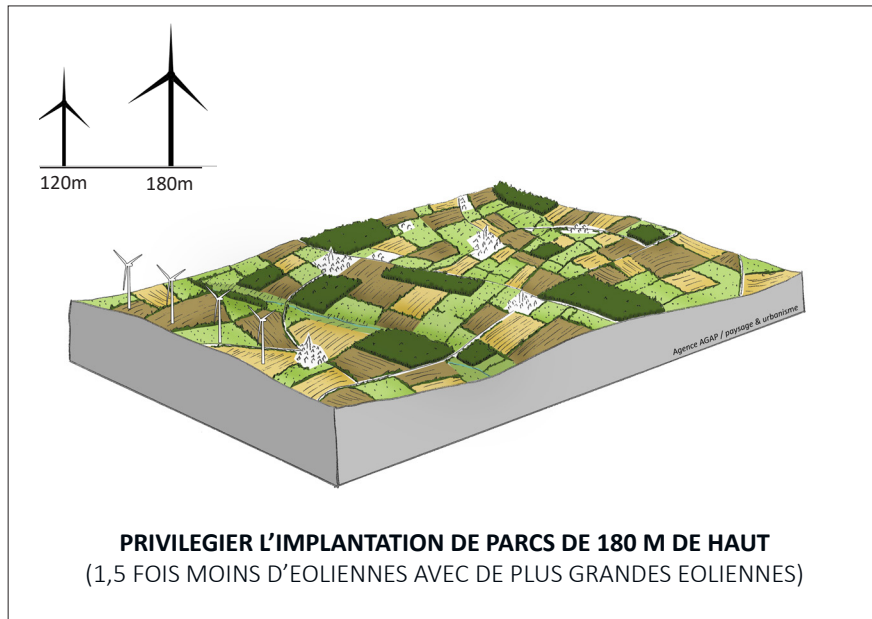 120m 180m
Agence AGAP / paysage & urbanisme
PRIVILEGIER L’IMPLANTATION DE PARCS DE 180 M DE HAUT
(1,5 FOIS MOINS D’EOLIENNES AVEC DE PLUS GRANDES EOLIENNES)